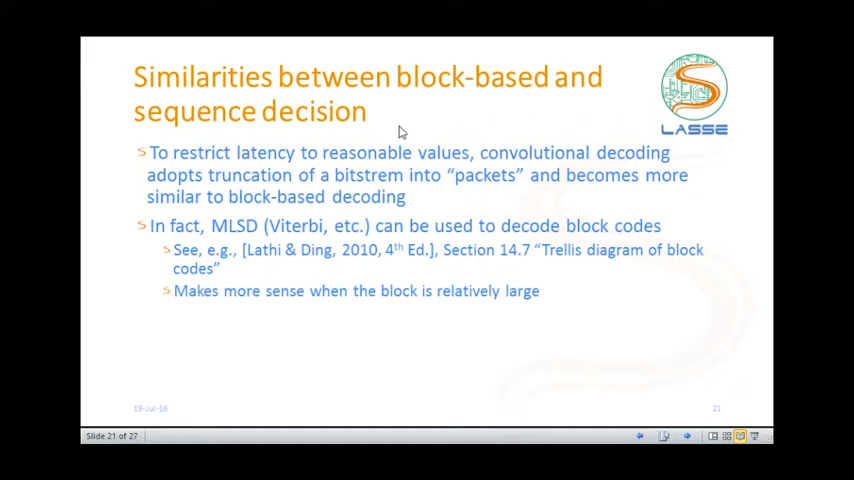 Similarities between block-based and
sequence decision
LASSE
To restrict latency to reasonable values, convolutional decoding
adopts truncation of a bitstrem into “packets” and becomes more
similar to block-based decoding
In fact, MLSD (Viterbi, etc.) can be used to decode block codes
See, e.g., [Lathi & Ding, 2010, 4th Ed.], Section 14.7 “Trellis diagram of block
codes”
Makes more sense when the block is relatively large
19-Jul-16
21
Slide 21 of 27